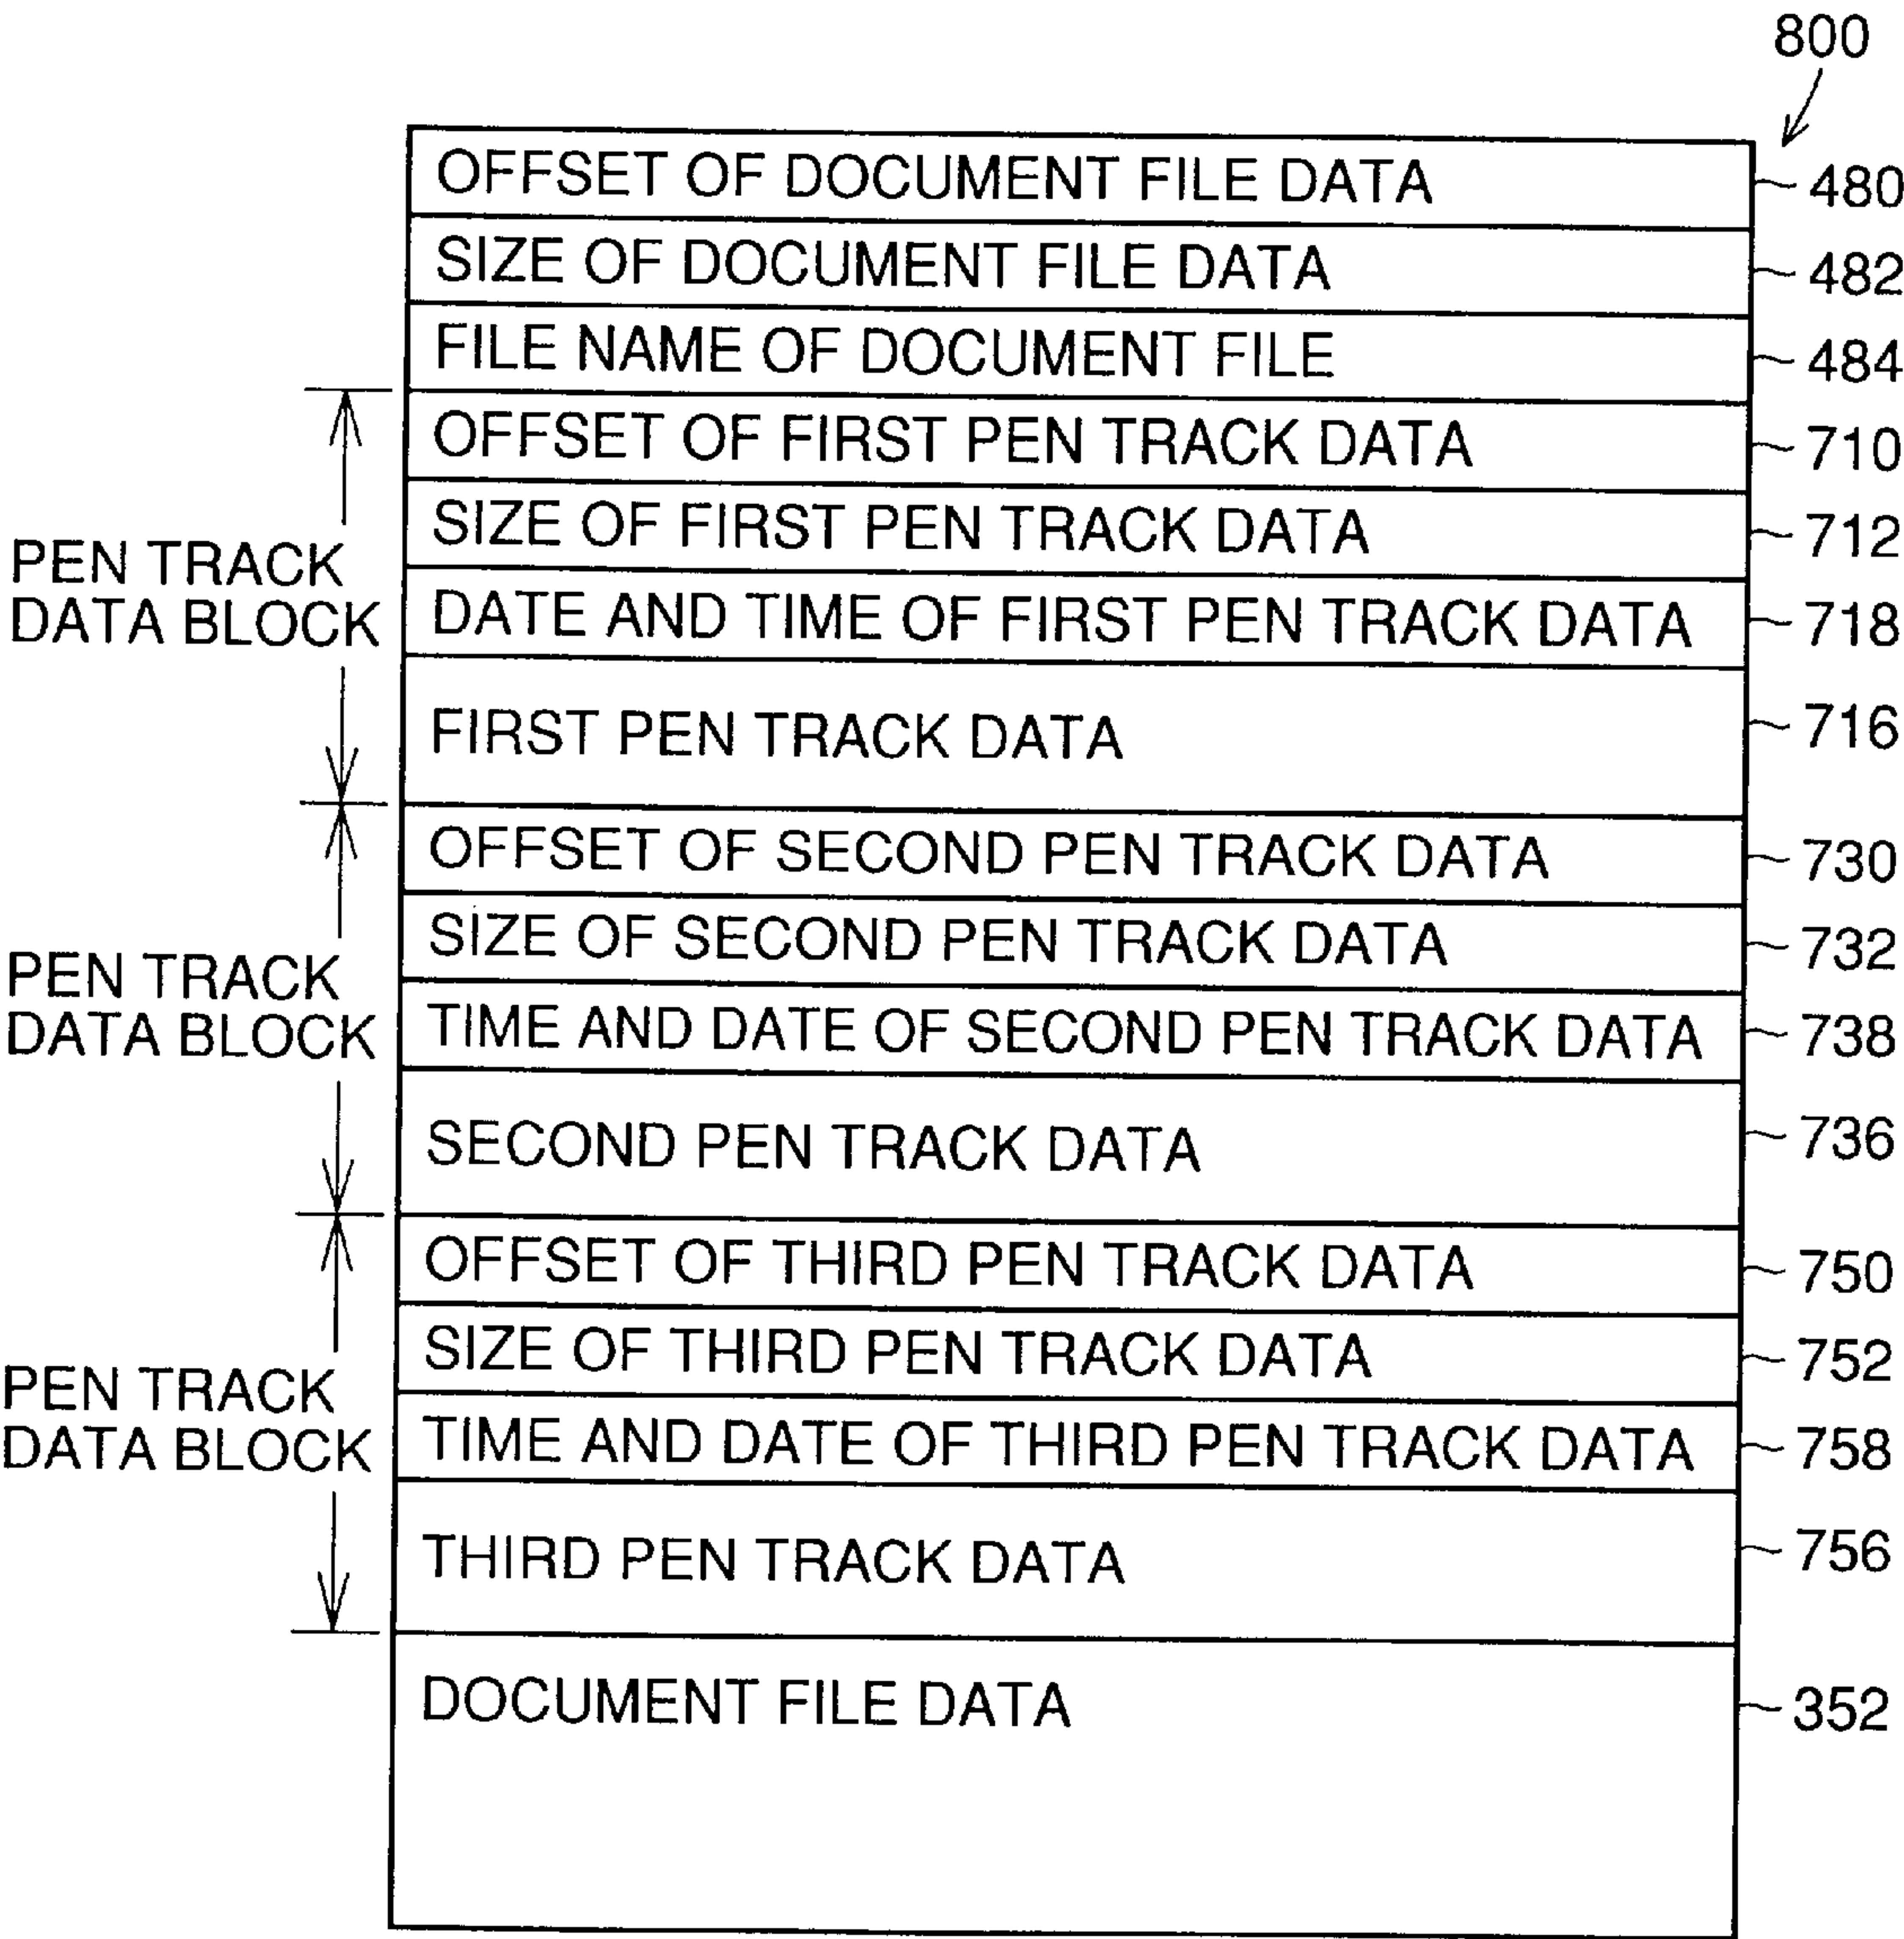 800
OFFSET OF DOCUMENT FILE DATA 480
SIZE OF DOCUMENT FILE DATA 482
FILE NAME OF DOCUMENT FILE 484
OFFSET OF FIRST PEN TRACK DATA 710
SIZE OF FIRST PEN TRACK DATA 712
PEN TRACK
DATA BLOCK
DATE AND TIME OF FIRST PEN TRACK DATA 718
FIRST PEN TRACK DATA 716
OFFSET OF SECOND PEN TRACK DATA 730
SIZE OF SECOND PEN TRACK DATA 732
PEN TRACK
DATA BLOCK
TIME AND DATE OF SECOND PEN TRACK DATA 738
SECOND PEN TRACK DATA 736
OFFSET OF THIRD PEN TRACK DATA 750
SIZE OF THIRD PEN TRACK DATA 752
PEN TRACK
DATA BLOCK
TIME AND DATE OF THIRD PEN TRACK DATA 758
THIRD PEN TRACK DATA 756
DOCUMENT FILE DATA 352